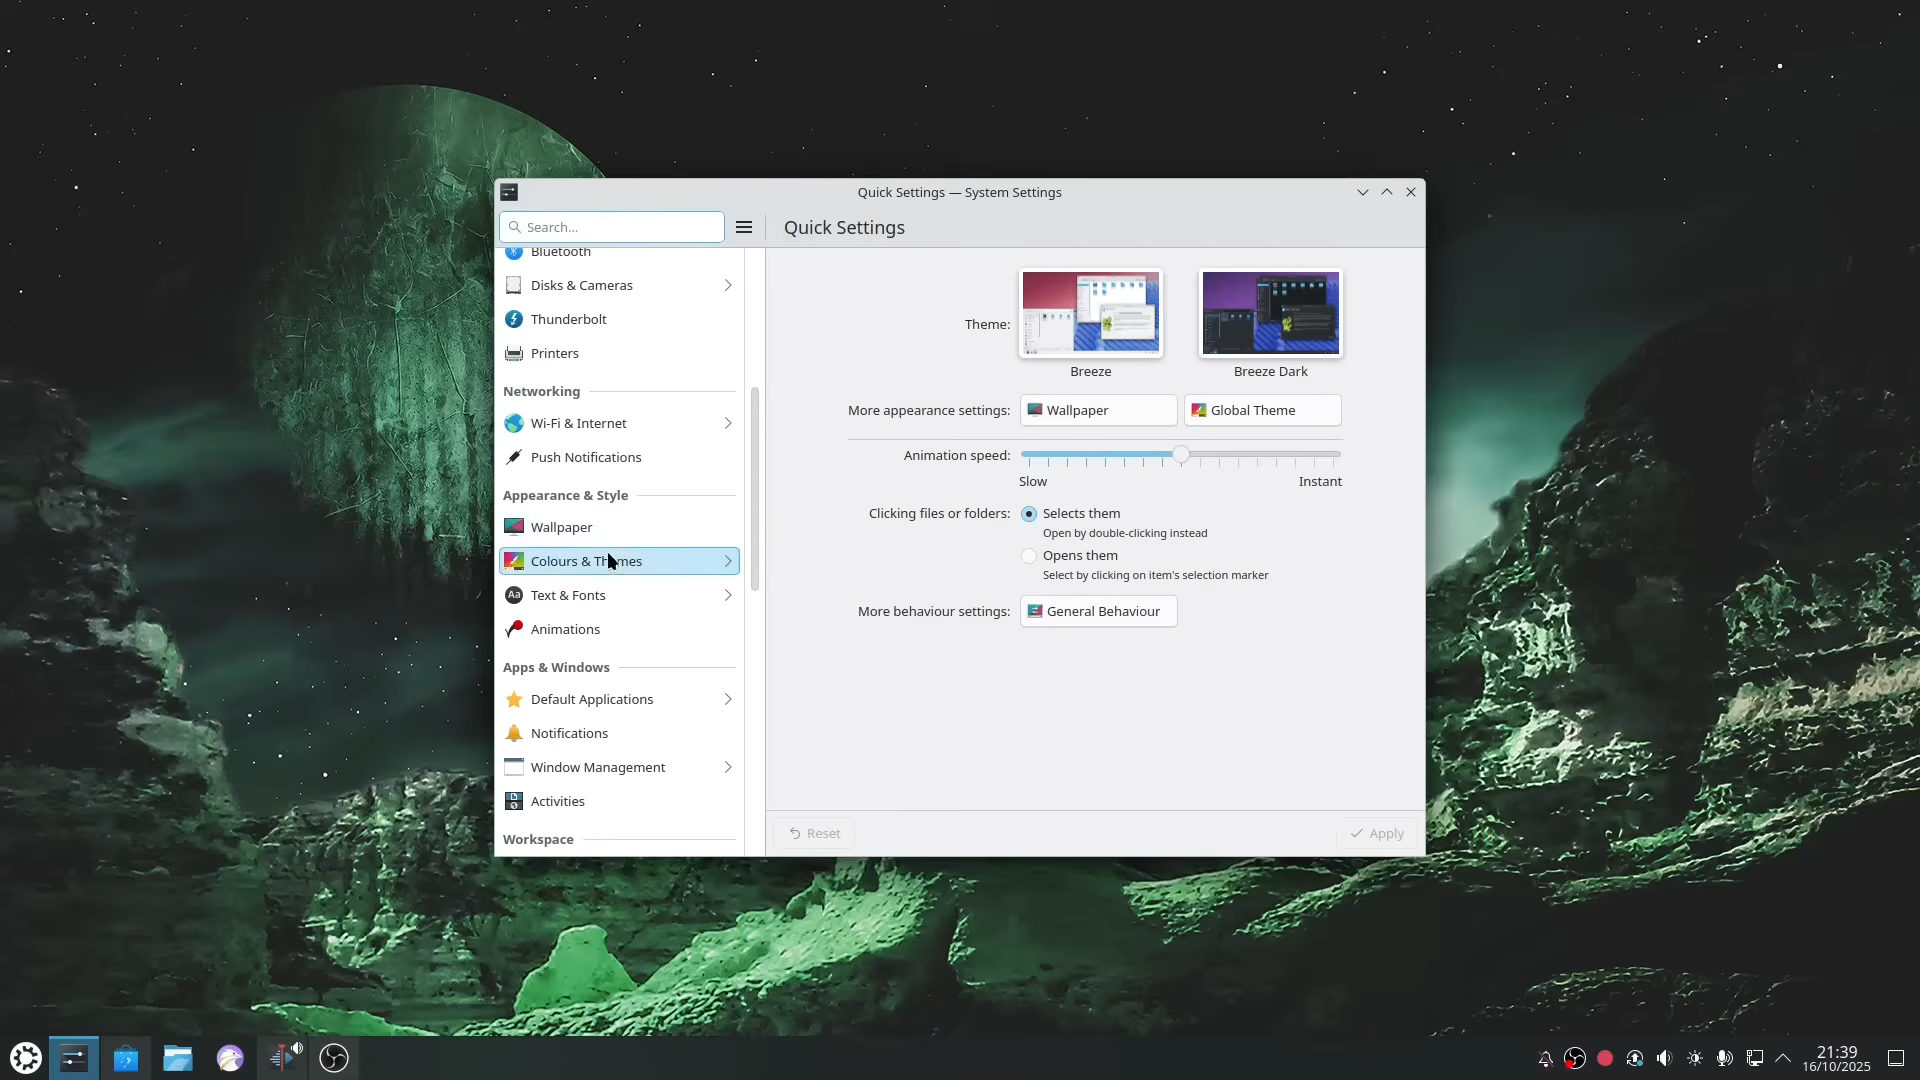 Quick Settings — System Settings
Search...
Quick Settings
Bluetooth
Disks & Cameras
Thunderbolt
Printers
Networking
Wi-Fi & Internet
Push Notifications
Appearance & Style
Wallpaper
Colours & Themes
Text & Fonts
Animations
Apps & Windows
Default Applications
Notifications
Window Management
Activities
Workspace
Theme:
Breeze
Breeze Dark
More appearance settings:
Wallpaper
Global Theme
Animation speed:
Slow
Instant
Clicking files or folders:
Selects them
Open by double-clicking instead
Opens them
Select by clicking on item's selection marker
More behaviour settings:
General Behaviour
Reset
Apply
21:39
16/10/2025